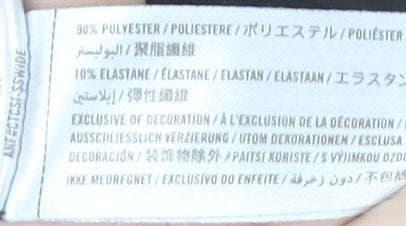 90% POLYESTER / POLIESTERE / ポリエステル / POLIÉSTER
البوليستر / 聚脂纖維
10% ELASTANE / ÉLASTANE / ELASTAN / ELASTAAN / エラスタン
إيلاستين / 彈性纖維
EXCLUSIVE OF DECORATION / À L'EXCLUSION DE LA DÉCORATION /
AUSSCHLIESSLICH VERZIERUNG / UTOM DEKORATIONEN / ESCLUSA
DECORACIÓN / 装饰物除外 / PAITSI KORISTE / S VÝJIMKOU OZDO
IKKE MEDREGNET / EXCLUSIVO DO ENFEITE / دون زخرفة / 不包括